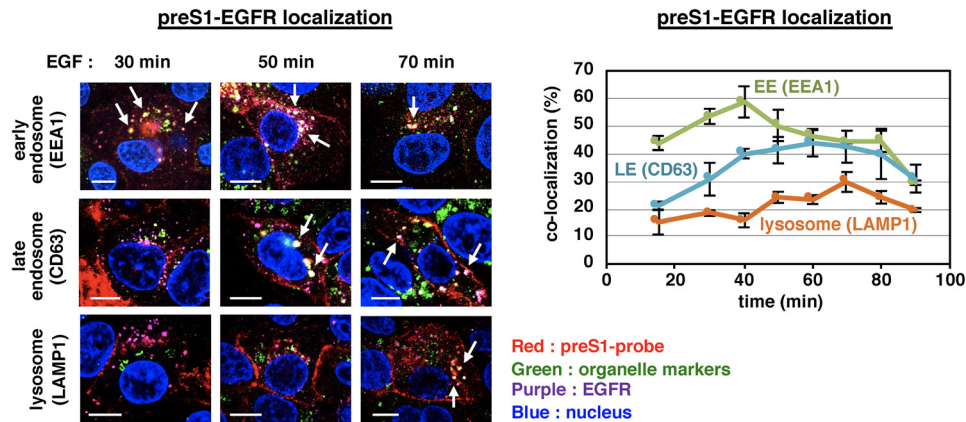 preS1-EGFR localization
EGF : 30 min 50 min 70 min
early
endosome
(EEA1)
late
endosome
(CD63)
lysosome
(LAMP1)
preS1-EGFR localization
co-localization (%)
70
60
50
40
30
20
10
0
0 20 40 60 80 100
time (min)
EE (EEA1)
LE (CD63)
lysosome (LAMP1)
Red : preS1-probe
Green : organelle markers
Purple : EGFR
Blue : nucleus